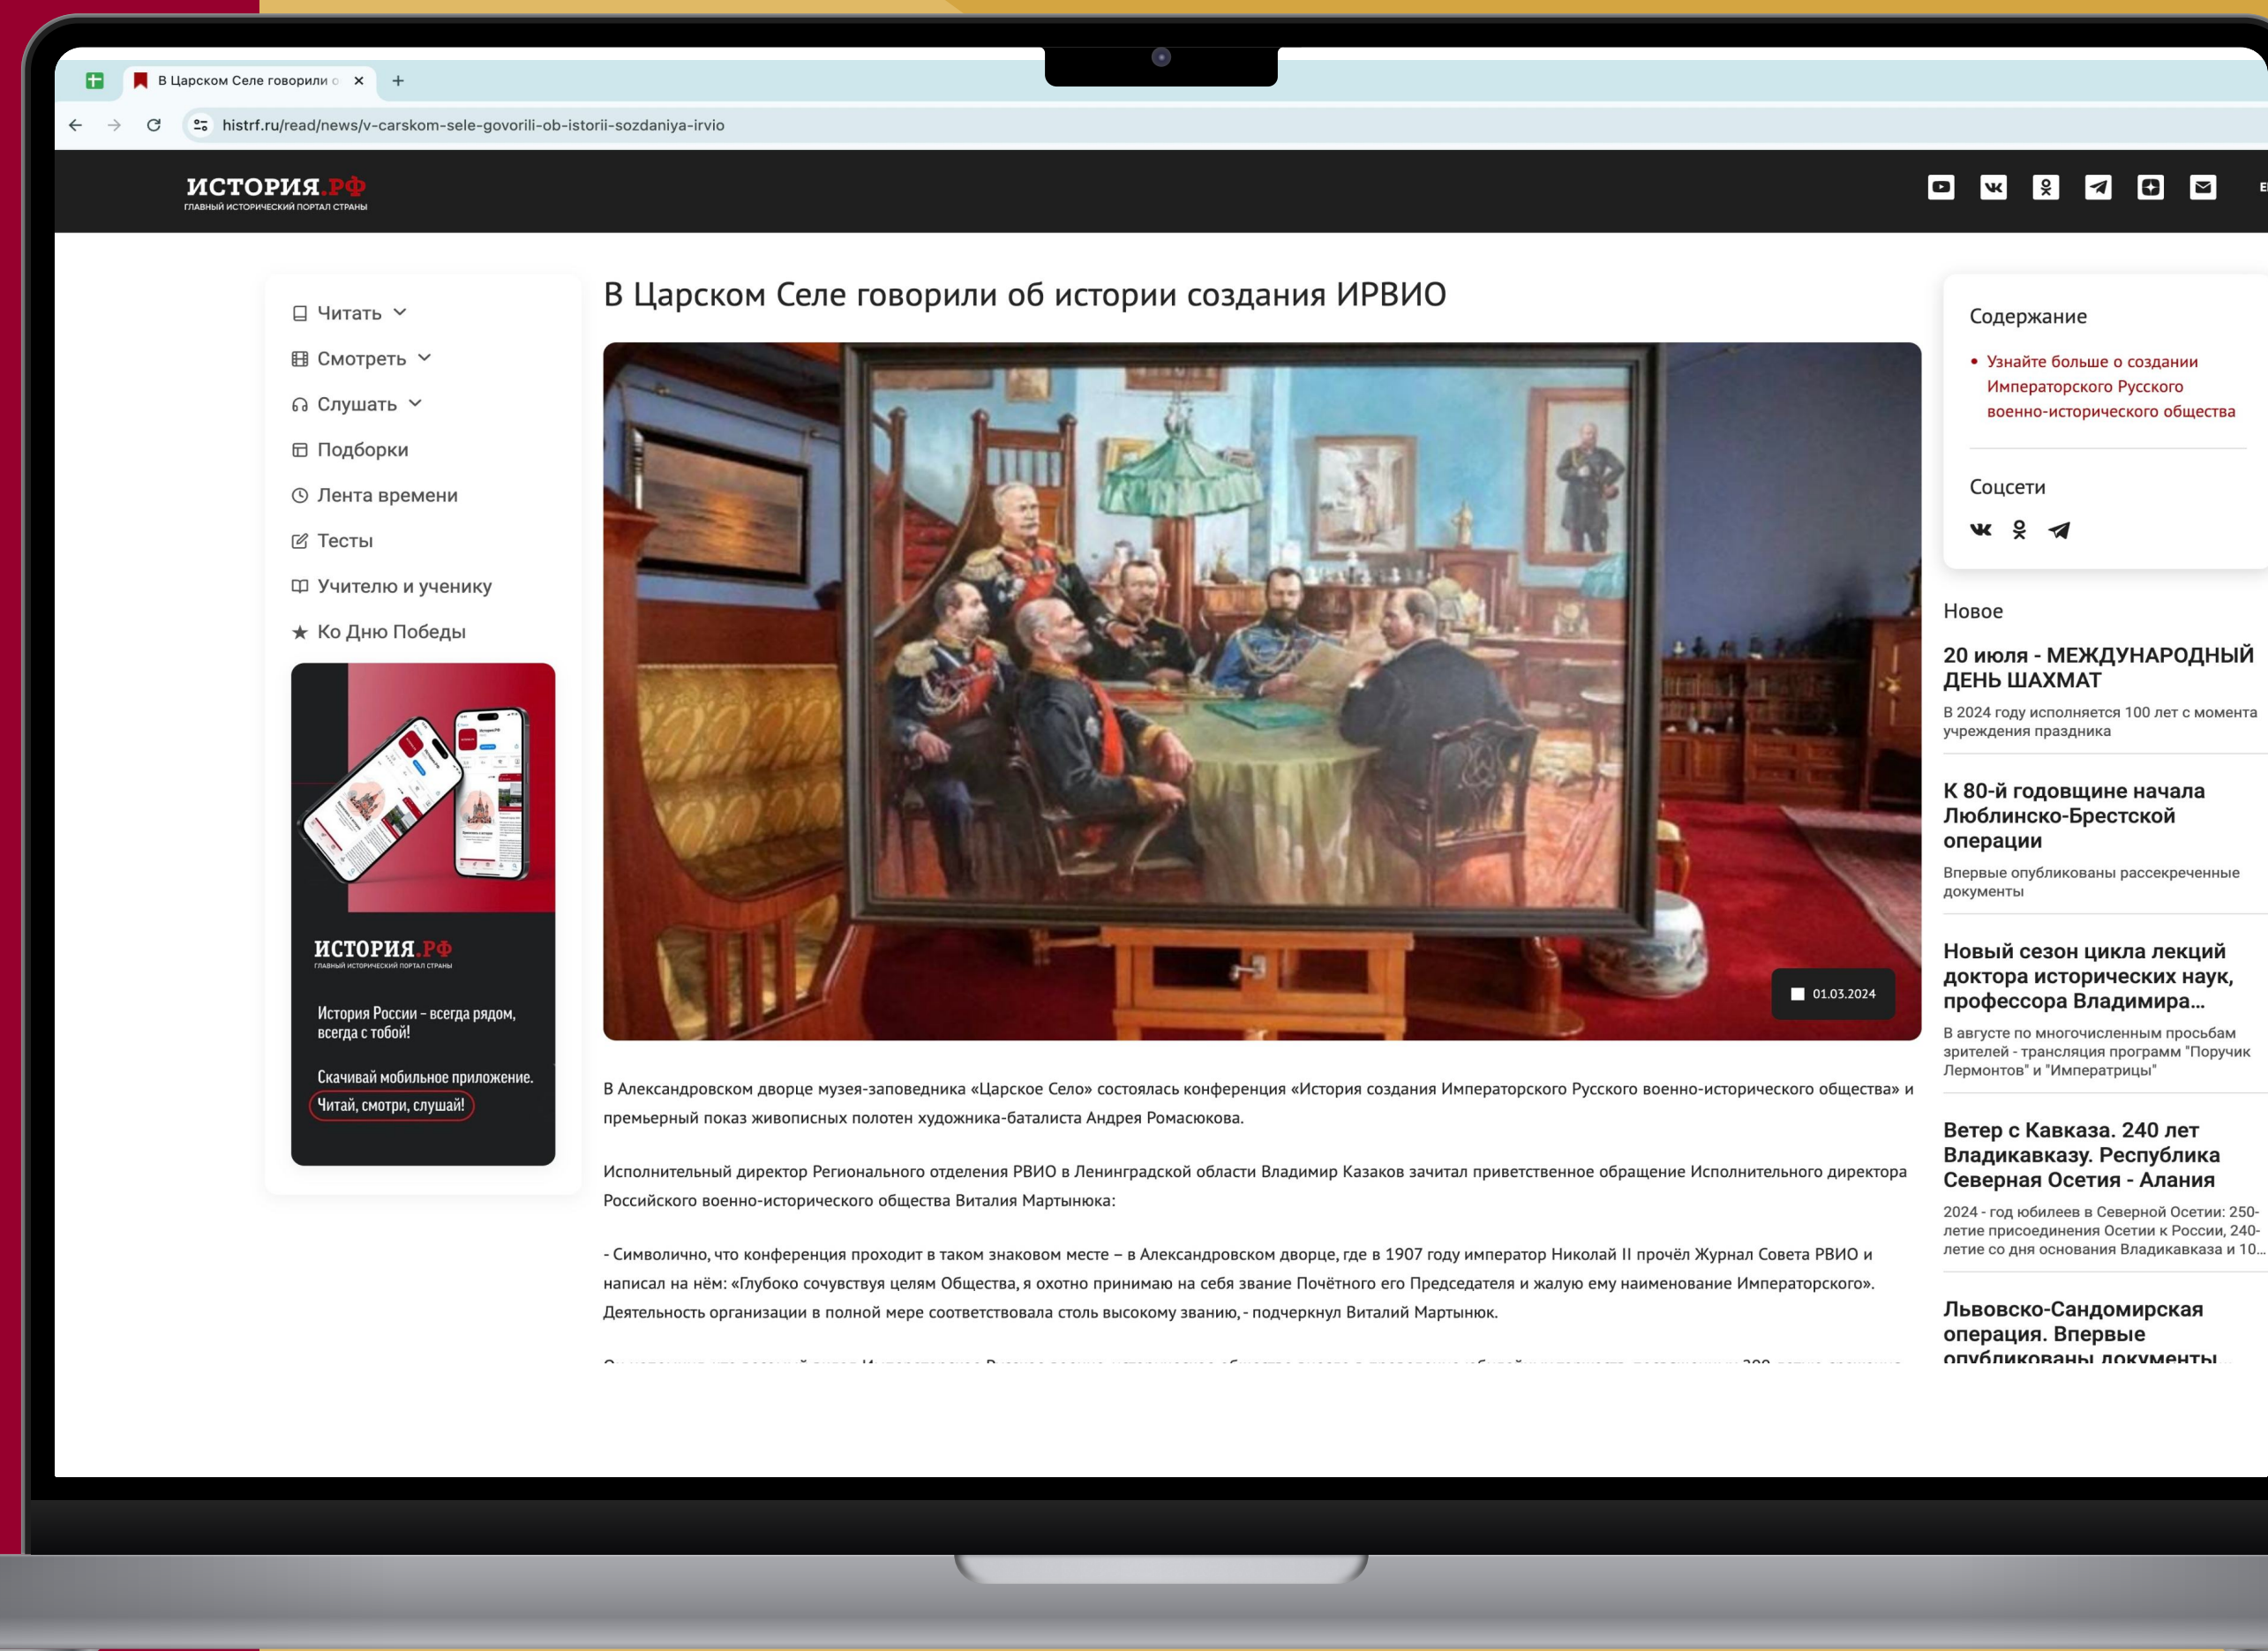 В Царском Селе говорили о
histrf.ru/read/news/v-carskom-sele-govorili-ob-istorii-sozdaniya-irvio
ИСТОРИЯ.РФ
ГЛАВНЫЙ ИСТОРИЧЕСКИЙ ПОРТАЛ СТРАНЫ
Читать
Смотреть
Слушать
Подборки
Лента времени
Тесты
Учителю и ученику
Ко Дню Победы
ИСТОРИЯ.РФ
ГЛАВНЫЙ ИСТОРИЧЕСКИЙ ПОРТАЛ СТРАНЫ
История России – всегда рядом,
всегда с тобой!
Скачивай мобильное приложение.
Читай, смотри, слушай!
В Царском Селе говорили об истории создания ИРВИО
01.03.2024
В Александровском дворце музея-заповедника «Царское Село» состоялась конференция «История создания Императорского Русского военно-исторического общества» и
премьерный показ живописных полотен художника-баталиста Андрея Ромасюкова.
Исполнительный директор Регионального отделения РВИО в Ленинградской области Владимир Казаков зачитал приветственное обращение Исполнительного директора
Российского военно-исторического общества Виталия Мартынюка:
- Символично, что конференция проходит в таком знаковом месте – в Александровском дворце, где в 1907 году император Николай II прочёл Журнал Совета РВИО и
написал на нём: «Глубоко сочувствуя целям Общества, я охотно принимаю на себя звание Почётного его Председателя и жалую ему наименование Императорского».
Деятельность организации в полной мере соответствовала столь высокому званию, - подчеркнул Виталий Мартынюк.
Содержание
• Узнайте больше о создании
Императорского Русского
военно-исторического общества
Соцсети
Новое
20 июля - МЕЖДУНАРОДНЫЙ
ДЕНЬ ШАХМАТ
В 2024 году исполняется 100 лет с момента
учреждения праздника
К 80-й годовщине начала
Люблинско-Брестской
операции
Впервые опубликованы рассекреченные
документы
Новый сезон цикла лекций
доктора исторических наук,
профессора Владимира...
В августе по многочисленным просьбам
зрителей - трансляция программ "Поручик
Лермонтов" и "Императрицы"
Ветер с Кавказа. 240 лет
Владикавказу. Республика
Северная Осетия - Алания
2024 - год юбилеев в Северной Осетии: 250-
летие присоединения Осетии к России, 240-
летие со дня основания Владикавказа и 10...
Львовско-Сандомирская
операция. Впервые
опубликованы документы...